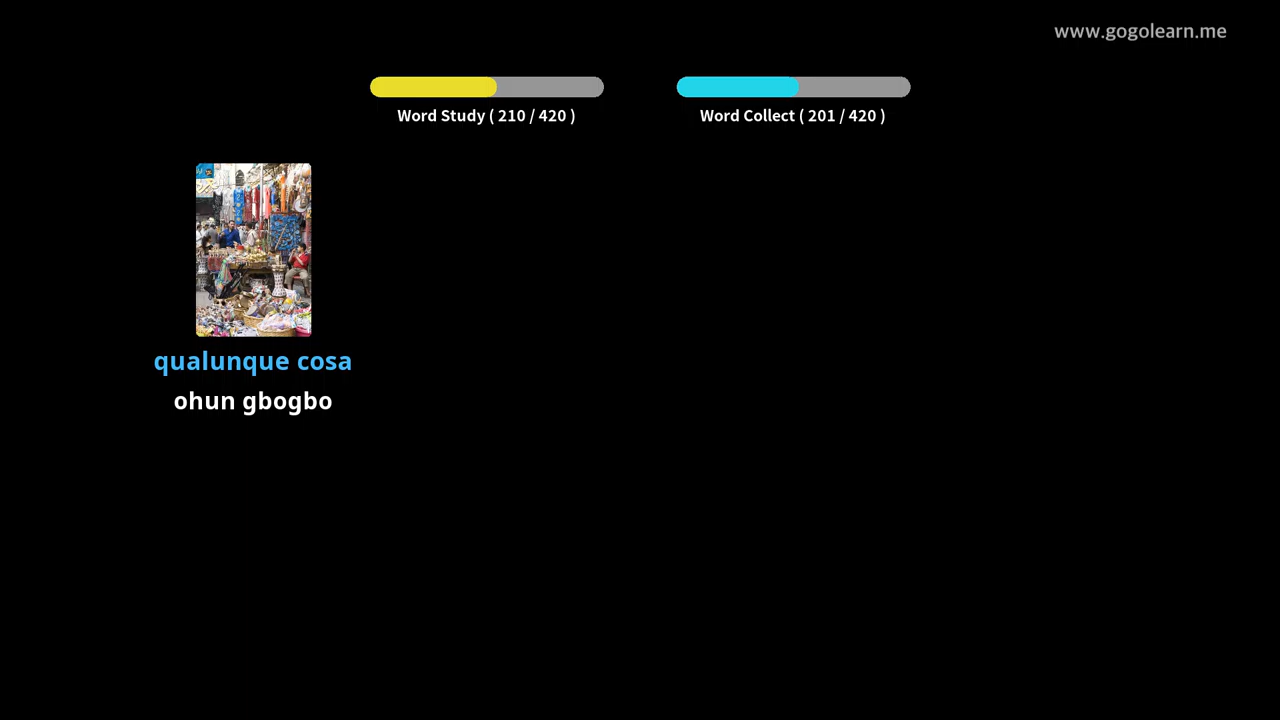 www.gogolearn.me
Word Study ( 210 / 420 )
Word Collect ( 201 / 420 )
qualunque cosa
ohun gbogbo